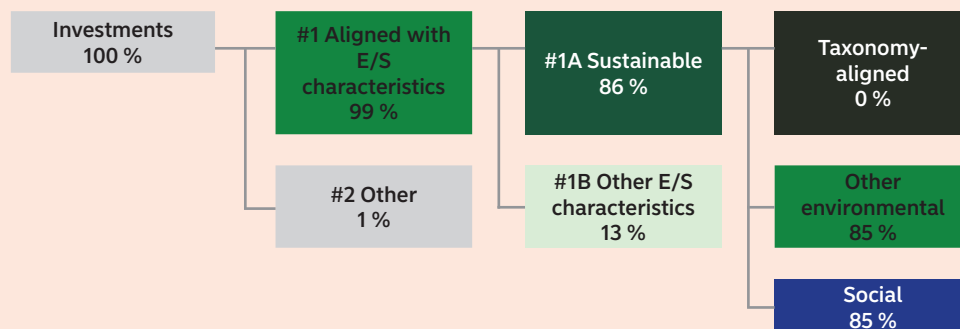 Investments
100 %
#1 Aligned with
E/S
characteristics
99 %
#1A Sustainable
86 %
Taxonomy-
aligned
0 %
#2 Other
1 %
#1B Other E/S
characteristics
13 %
Other
environmental
85 %
Social
85 %